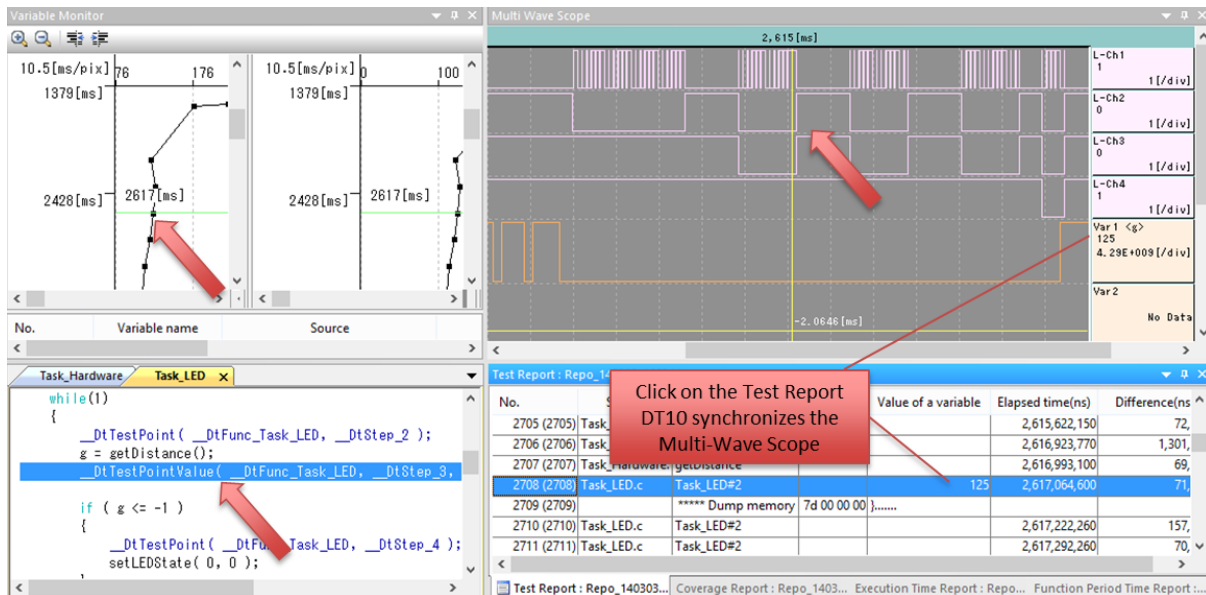 Variable Monitor
10.5[ms/pix]
76
176
1379[ms]
2428[ms]
2617[ms]
10.5[ms/pix]
0
100
1379[ms]
2428[ms]
2617[ms]
No. Variable name Source
Multi Wave Scope
2,615[ms]
L-Ch1
1
1[/div]
L-Ch2
0
1[/div]
L-Ch3
0
1[/div]
L-Ch4
1
1[/div]
Var1 <g>
125
4.29E+009[/div]
Var2
No Data
-2.0646[ms]
Task_Hardware Task_LED
while(1)
{
__DtTestPoint( __DtFunc_Task_LED, __DtStep_2 );
g = getDistance();
__DtTestPointValue( __DtFunc_Task_LED, __DtStep_3,
if ( g <= -1 )
{
__DtTestPoint( __DtFunc_Task_LED, __DtStep_4 );
setLEDState( 0, 0 );
Click on the Test Report
DT10 synchronizes the
Multi-Wave Scope
Test Report : Repo_14
No. Value of a variable Elapsed time(ns) Difference(ns
2705 (2705) Task_ 2,615,622,150 72,
2706 (2706) Task_ 2,616,923,770 1,301,
2707 (2707) Task_Hardware. getDistance 2,616,993,100 69,
2708 (2708) Task_LED.c Task_LED#2 125 2,617,064,600 71,
2709 (2709) ***** Dump memory 7d 00 00 00 }.......
2710 (2710) Task_LED.c Task_LED#2 2,617,222,260 157,
2711 (2711) Task_LED.c Task_LED#2 2,617,292,260 70,
Test Report : Repo_140303... Coverage Report : Repo_1403... Execution Time Report : Repo... Function Period Time Report :...